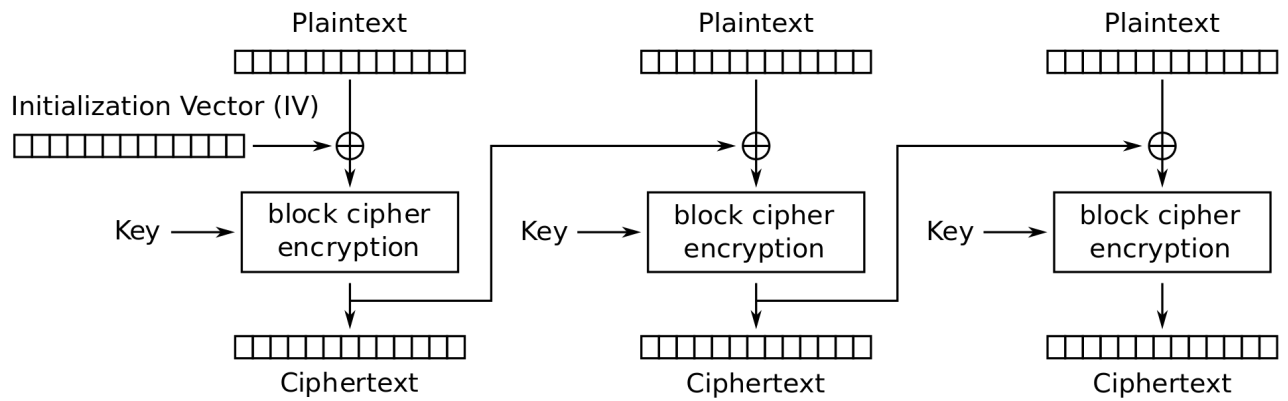 Plaintext
Plaintext
Plaintext
Initialization Vector (IV)
Key
block cipher
encryption
Key
block cipher
encryption
Key
block cipher
encryption
Ciphertext
Ciphertext
Ciphertext